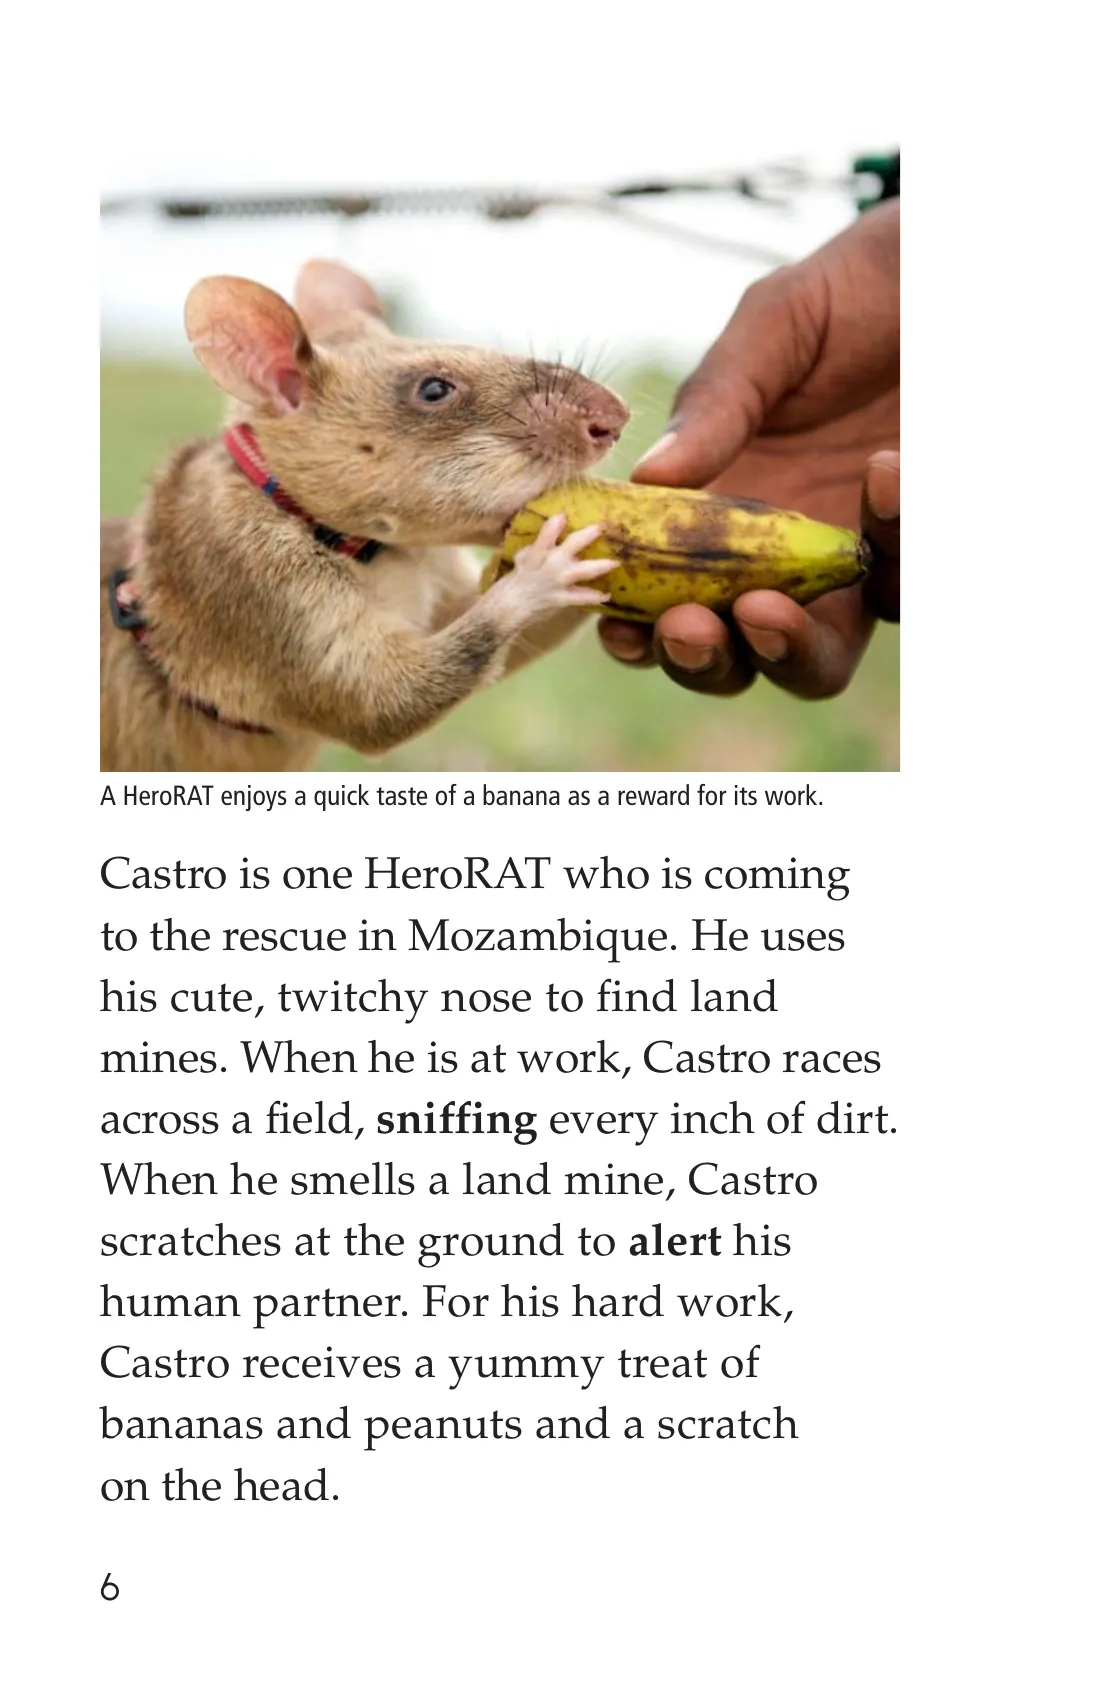 A HeroRAT enjoys a quick taste of a banana as a reward for its work.
Castro is one HeroRAT who is coming
to the rescue in Mozambique. He uses
his cute, twitchy nose to find land
mines. When he is at work, Castro races
across a field, sniffing every inch of dirt.
When he smells a land mine, Castro
scratches at the ground to alert his
human partner. For his hard work,
Castro receives a yummy treat of
bananas and peanuts and a scratch
on the head.
6